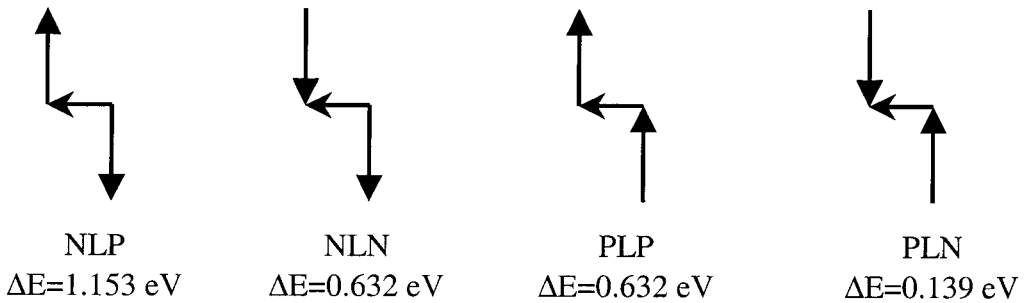 NLP NLN PLP PLN
ΔE=1.153 eV ΔE=0.632 eV ΔE=0.632 eV ΔE=0.139 eV